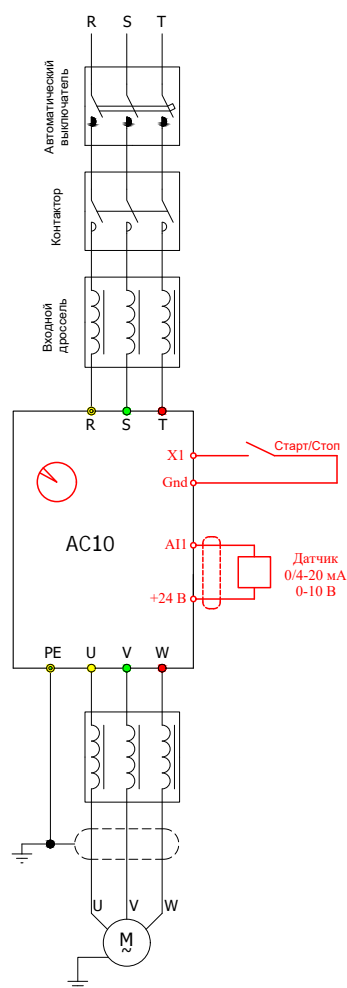 R S T
Автоматический
выключатель
Контактор
Входной
дроссель
R S T
X1
Старт/Стоп
Gnd
AC10
AI1
Датчик
0/4-20 мА
0-10 В
+24 В
PE U V W
U V W
M
~